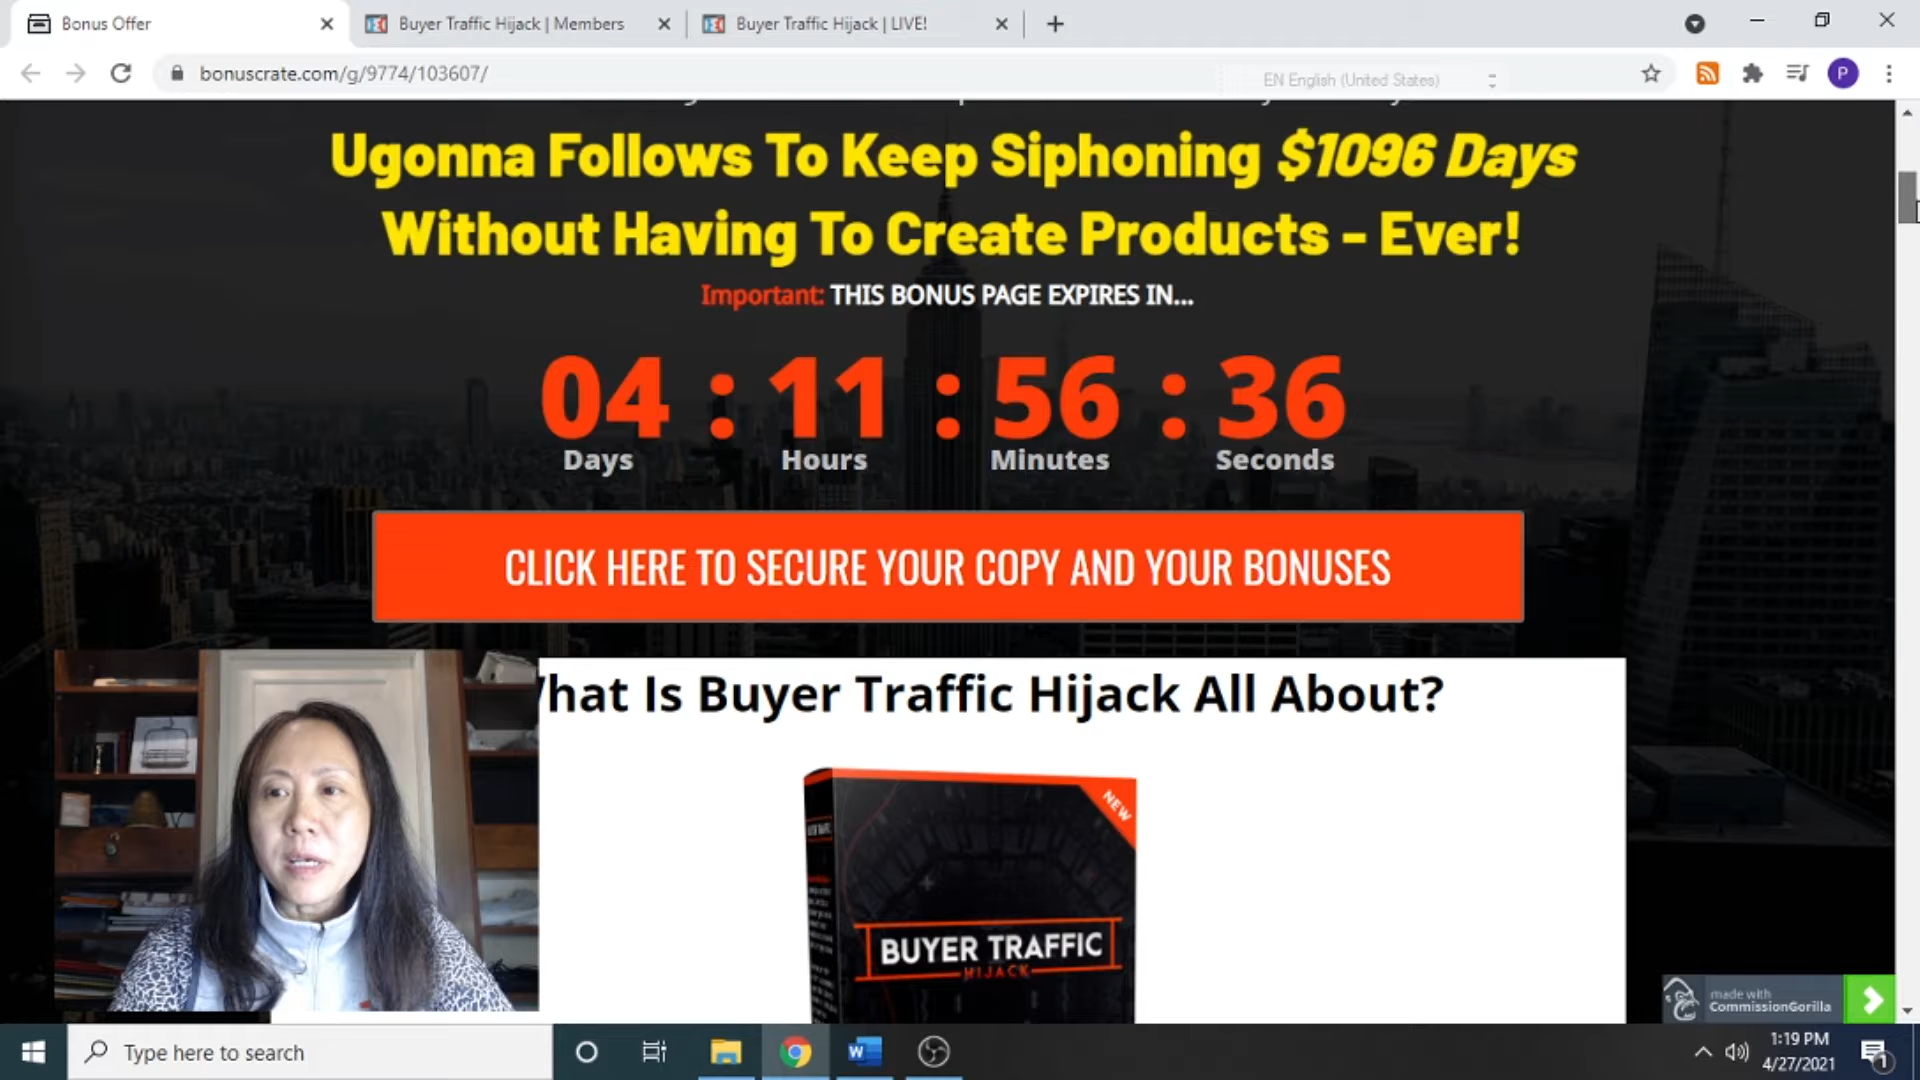 Bonus Offer
Buyer Traffic Hijack | Members
Buyer Traffic Hijack | LIVE!
bonuscrate.com/g/9774/103607/
EN English (United States)
P
Ugonna Follows To Keep Siphoning $1096 Days
Without Having To Create Products - Ever!
Important: THIS BONUS PAGE EXPIRES IN...
04 : 11 : 56 : 36
Days Hours Minutes Seconds
CLICK HERE TO SECURE YOUR COPY AND YOUR BONUSES
hat Is Buyer Traffic Hijack All About?
NEW
BUYER TRAFFIC
HIJACK
made with
CommissionGorilla
Type here to search
W
1:19 PM
4/27/2021
1